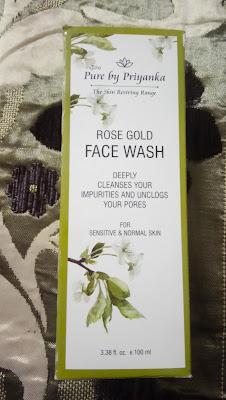 Pure by Priyanka
The Skin Reviving Range
ROSE GOLD
FACE WASH
DEEPLY
CLEANSES YOUR
IMPURITIES AND UNCLOGS
YOUR PORES
FOR
SENSITIVE & NORMAL SKIN
3.38 fl. oz. e 100 ml